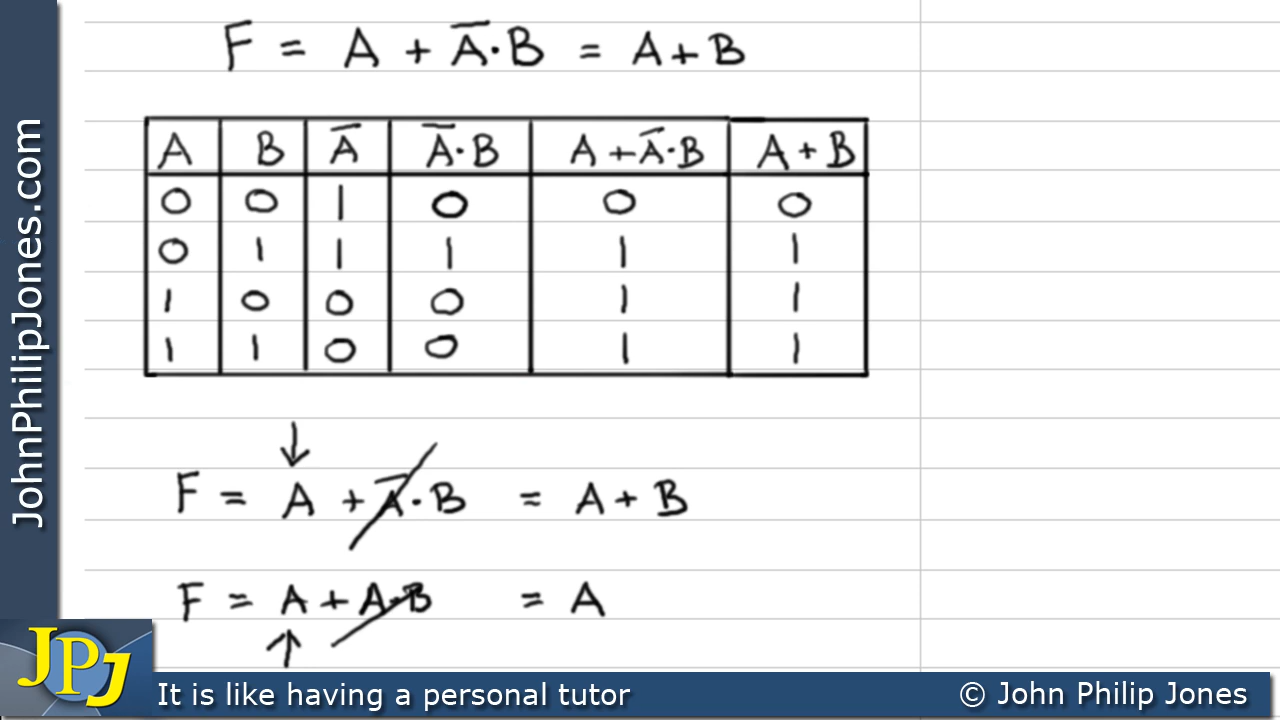 F = A + A̅·B = A + B
A B A̅ A̅·B A + A̅·B A + B
0 0 1 0 0 0
0 1 1 1 1 1
1 0 0 0 1 1
1 1 0 0 1 1
↓
F = A + A̅·B = A + B
F = A + A·B = A
↑
JohnPhilipJones.com
JPJ
It is like having a personal tutor © John Philip Jones